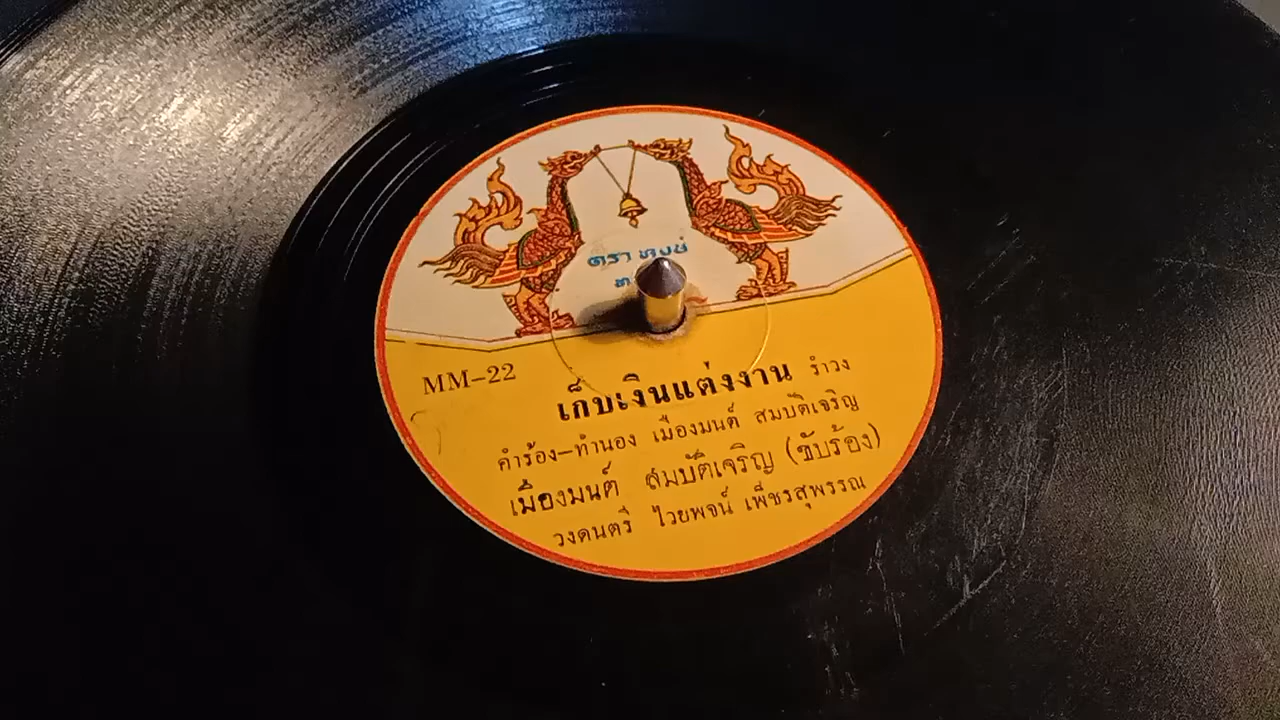 ตรา หงษ์
MM-22
เก็บเงินแต่งงาน รำวง
คำร้อง-ทำนอง เมืองมนต์ สมบัติเจริญ
เมืองมนต์ สมบัติเจริญ (ขับร้อง)
วงดนตรี ไวยพจน์ เพ็ชรสุพรรณ